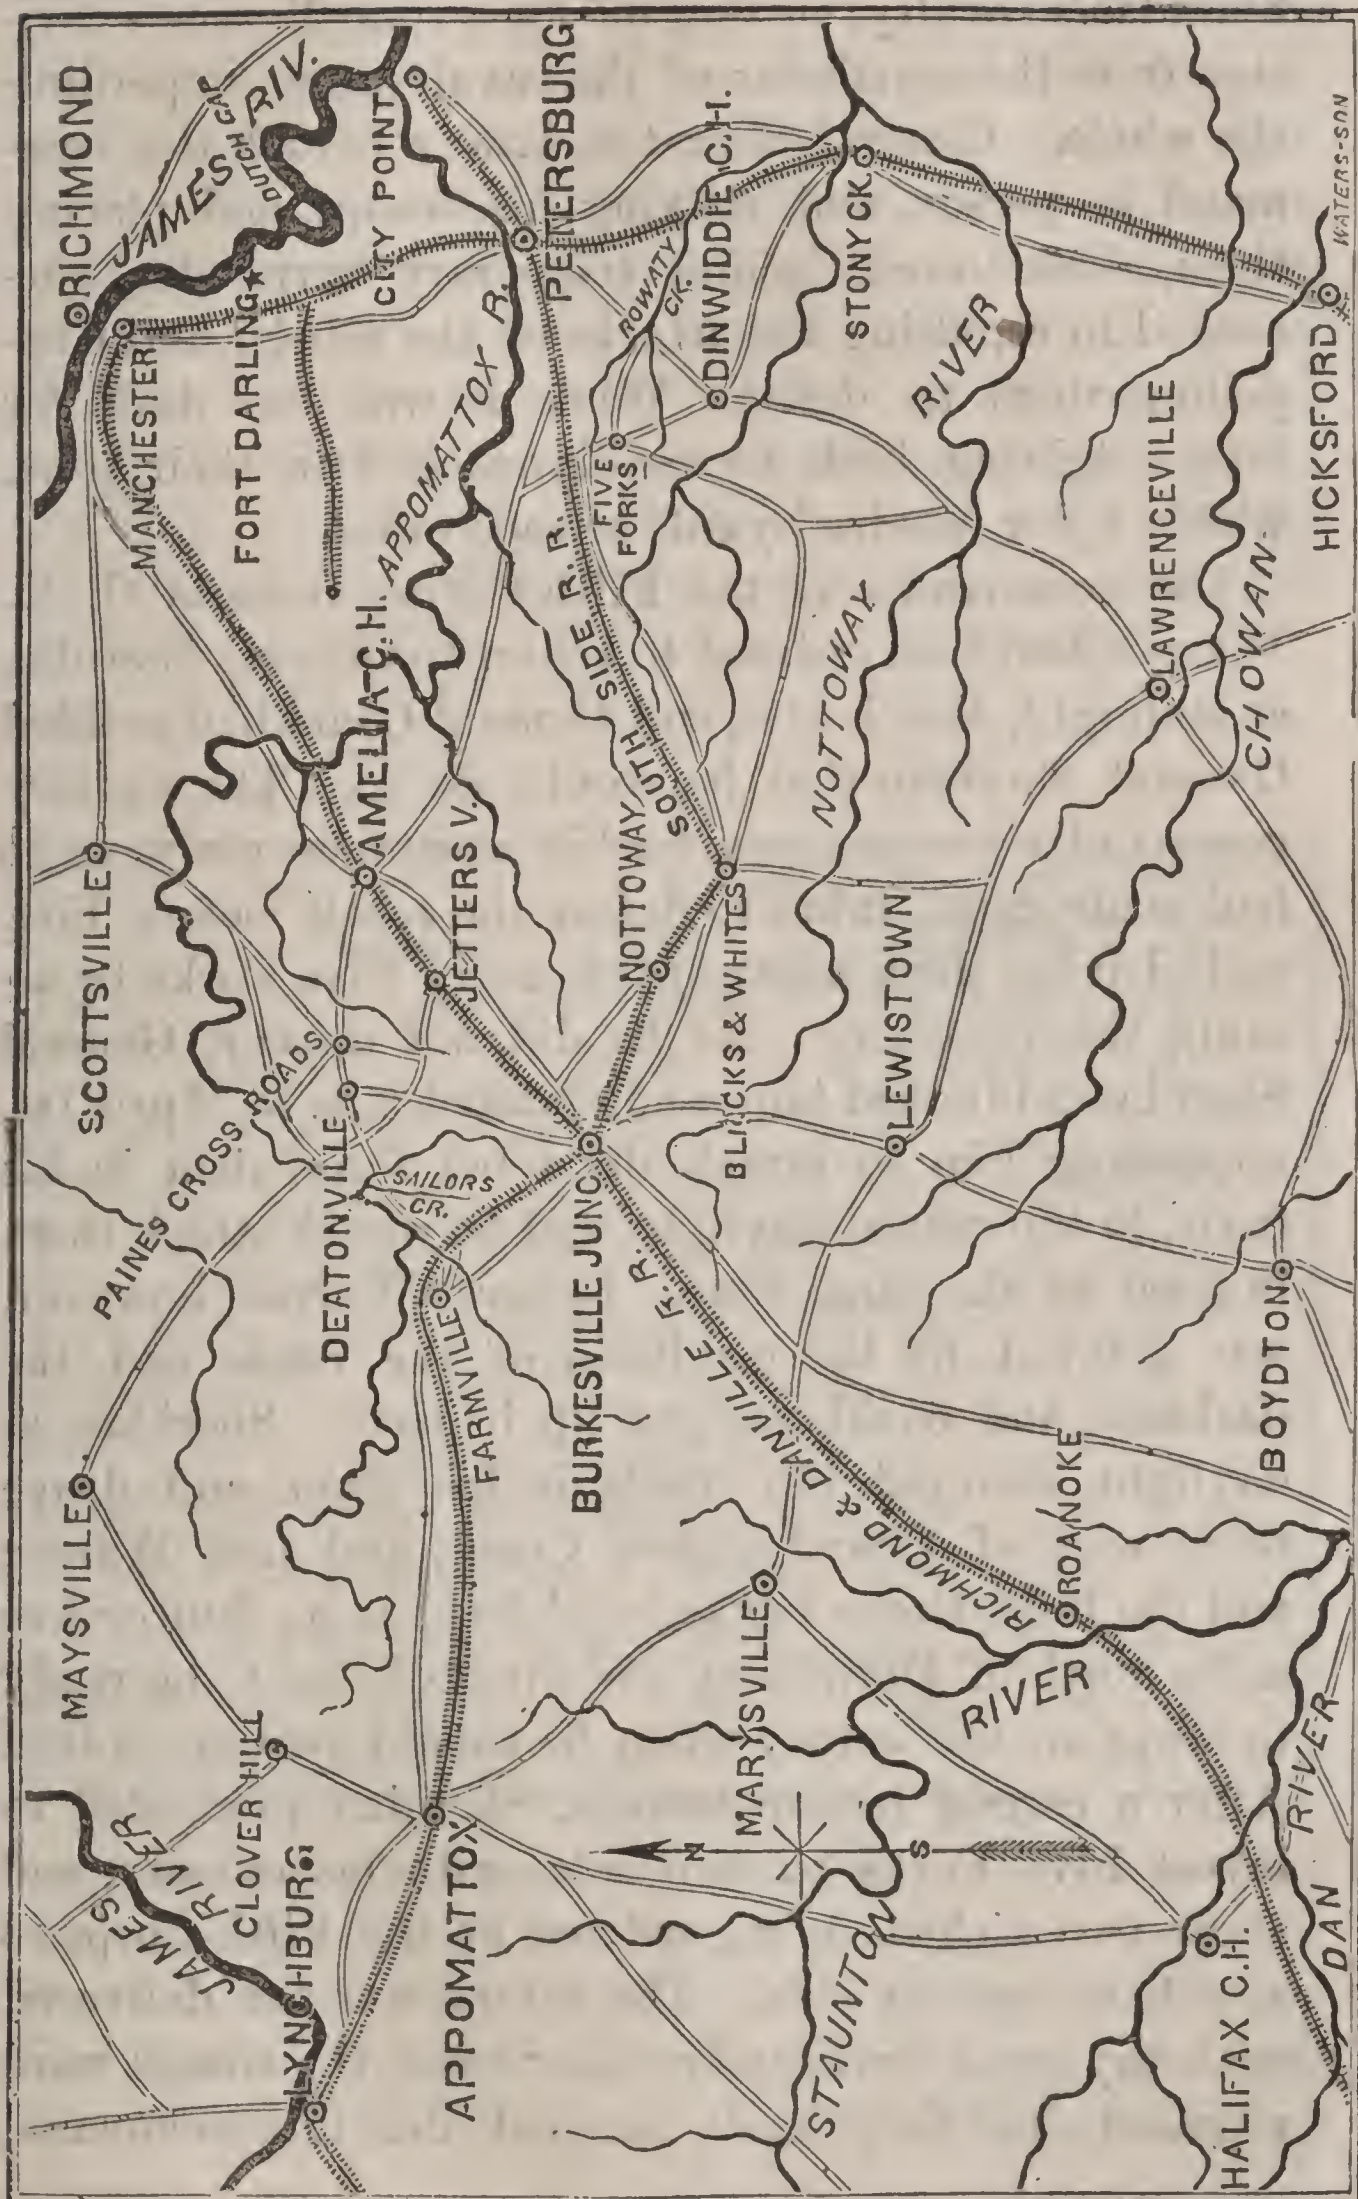 RICHMOND
JAMES RIV.
DUTCH GAP
MANCHESTER
FORT DARLING
CITY POINT
PETERSBURG
APPOMATTOX R.
ROWATY
CK.
DINWIDDIE C.H.
STONY CK.
FIVE
FORKS
SOUTH SIDE R. R.
NOTTOWAY
RIVER
LAWRENCEVILLE
CHOWAN
HICKSFORD
WATERS-SON
SCOTTSVILLE
AMELIA C.H.
JETTERS V.
NOTTOWAY
BLACKS & WHITES
LEWISTOWN
PAINES CROSS ROADS
DEATONVILLE
SAILORS
CR.
FARMVILLE
BURKESVILLE JUNC.
RICHMOND & DANVILLE R.R.
BOYDTON
ROANOKE
MAYSVILLE
MARYSVILLE
CLOVER HILL
JAMES
RIVER
LYNCHBURG
APPOMATTOX
N
S
STAUNTON
RIVER
HALIFAX C.H.
DAN
RIVER